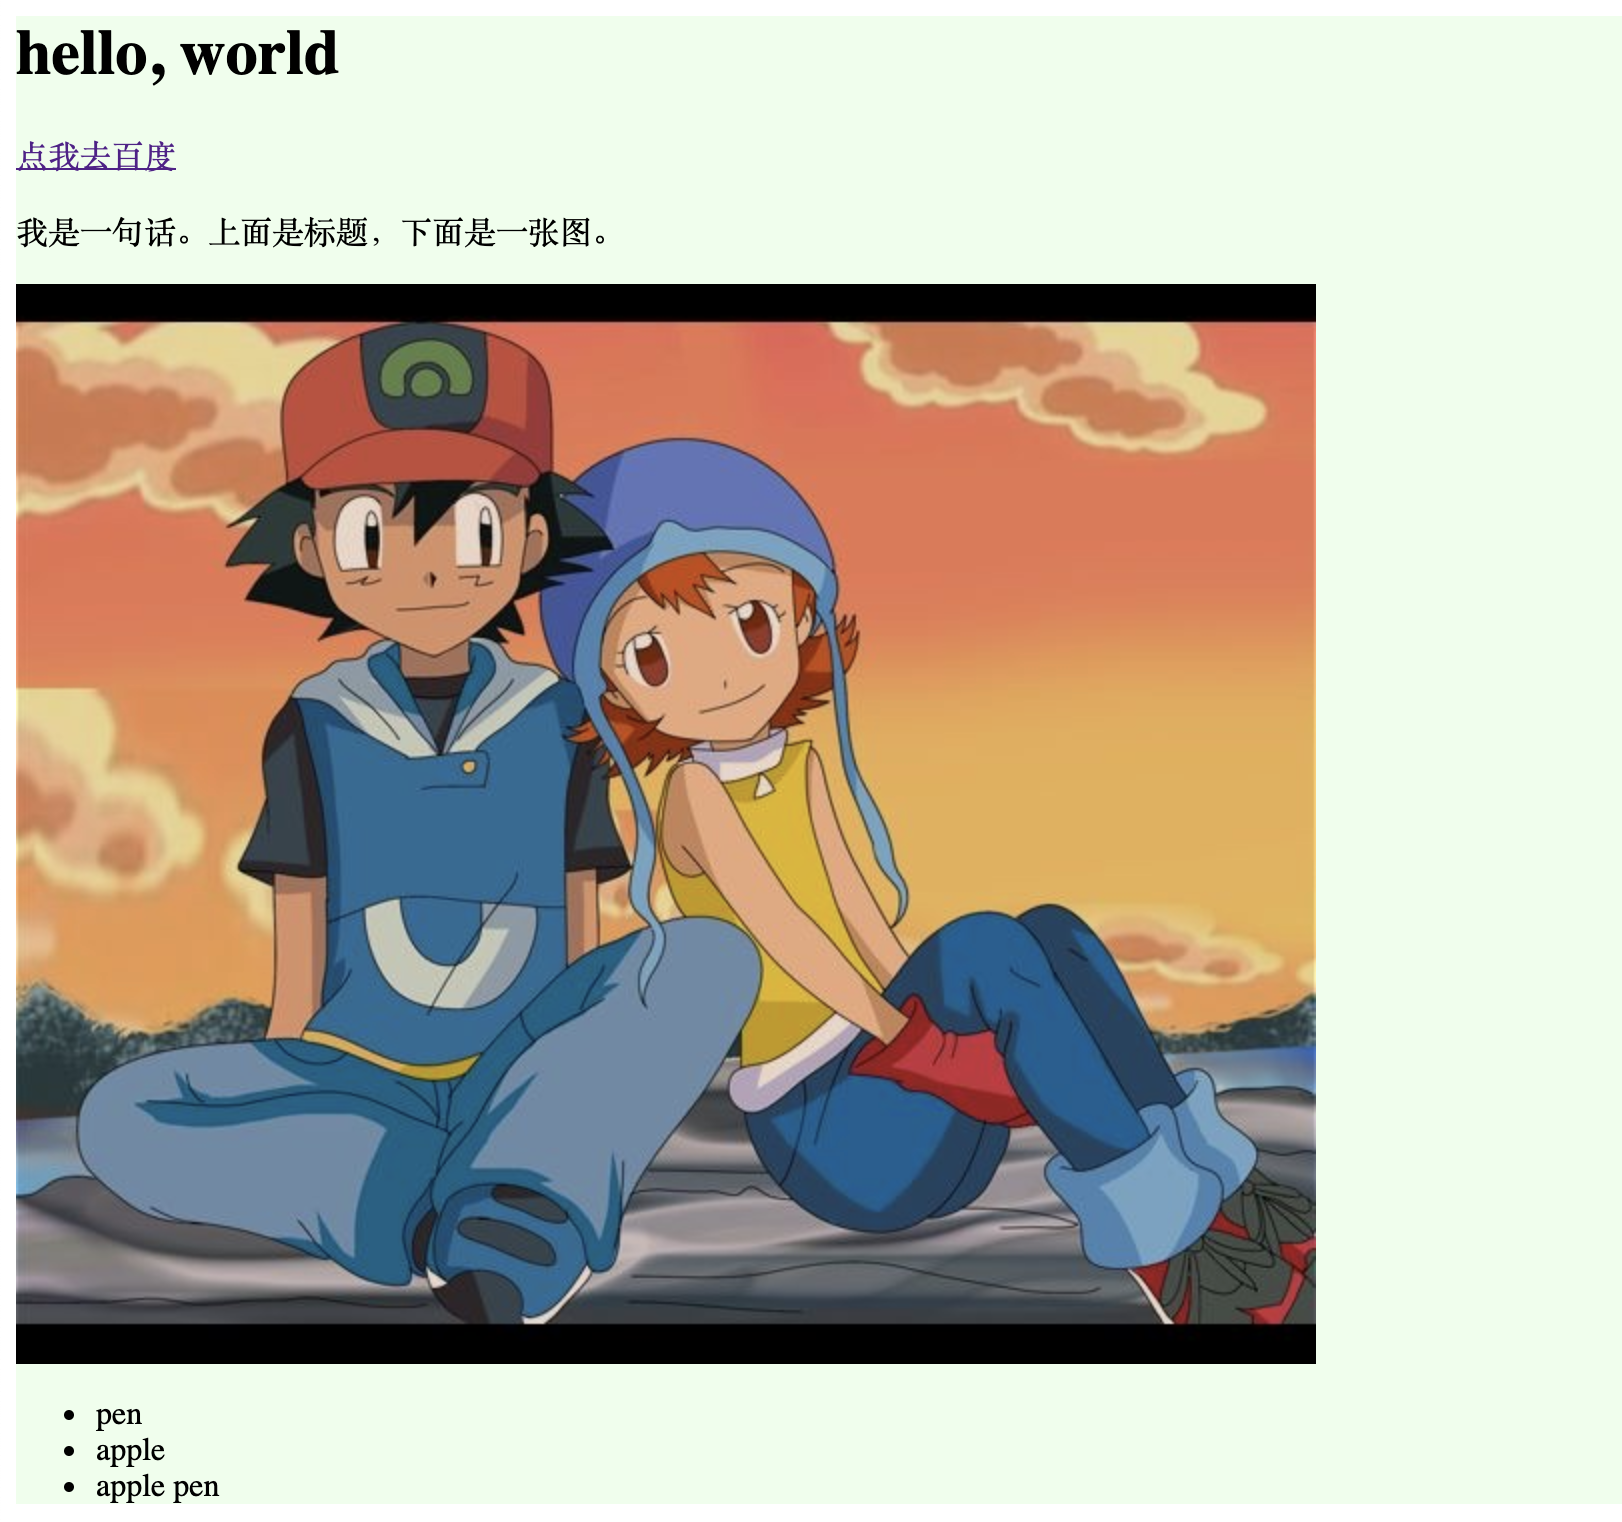 hello, world
点我去百度
我是一句话。上面是标题，下面是一张图。
pen
apple
apple pen